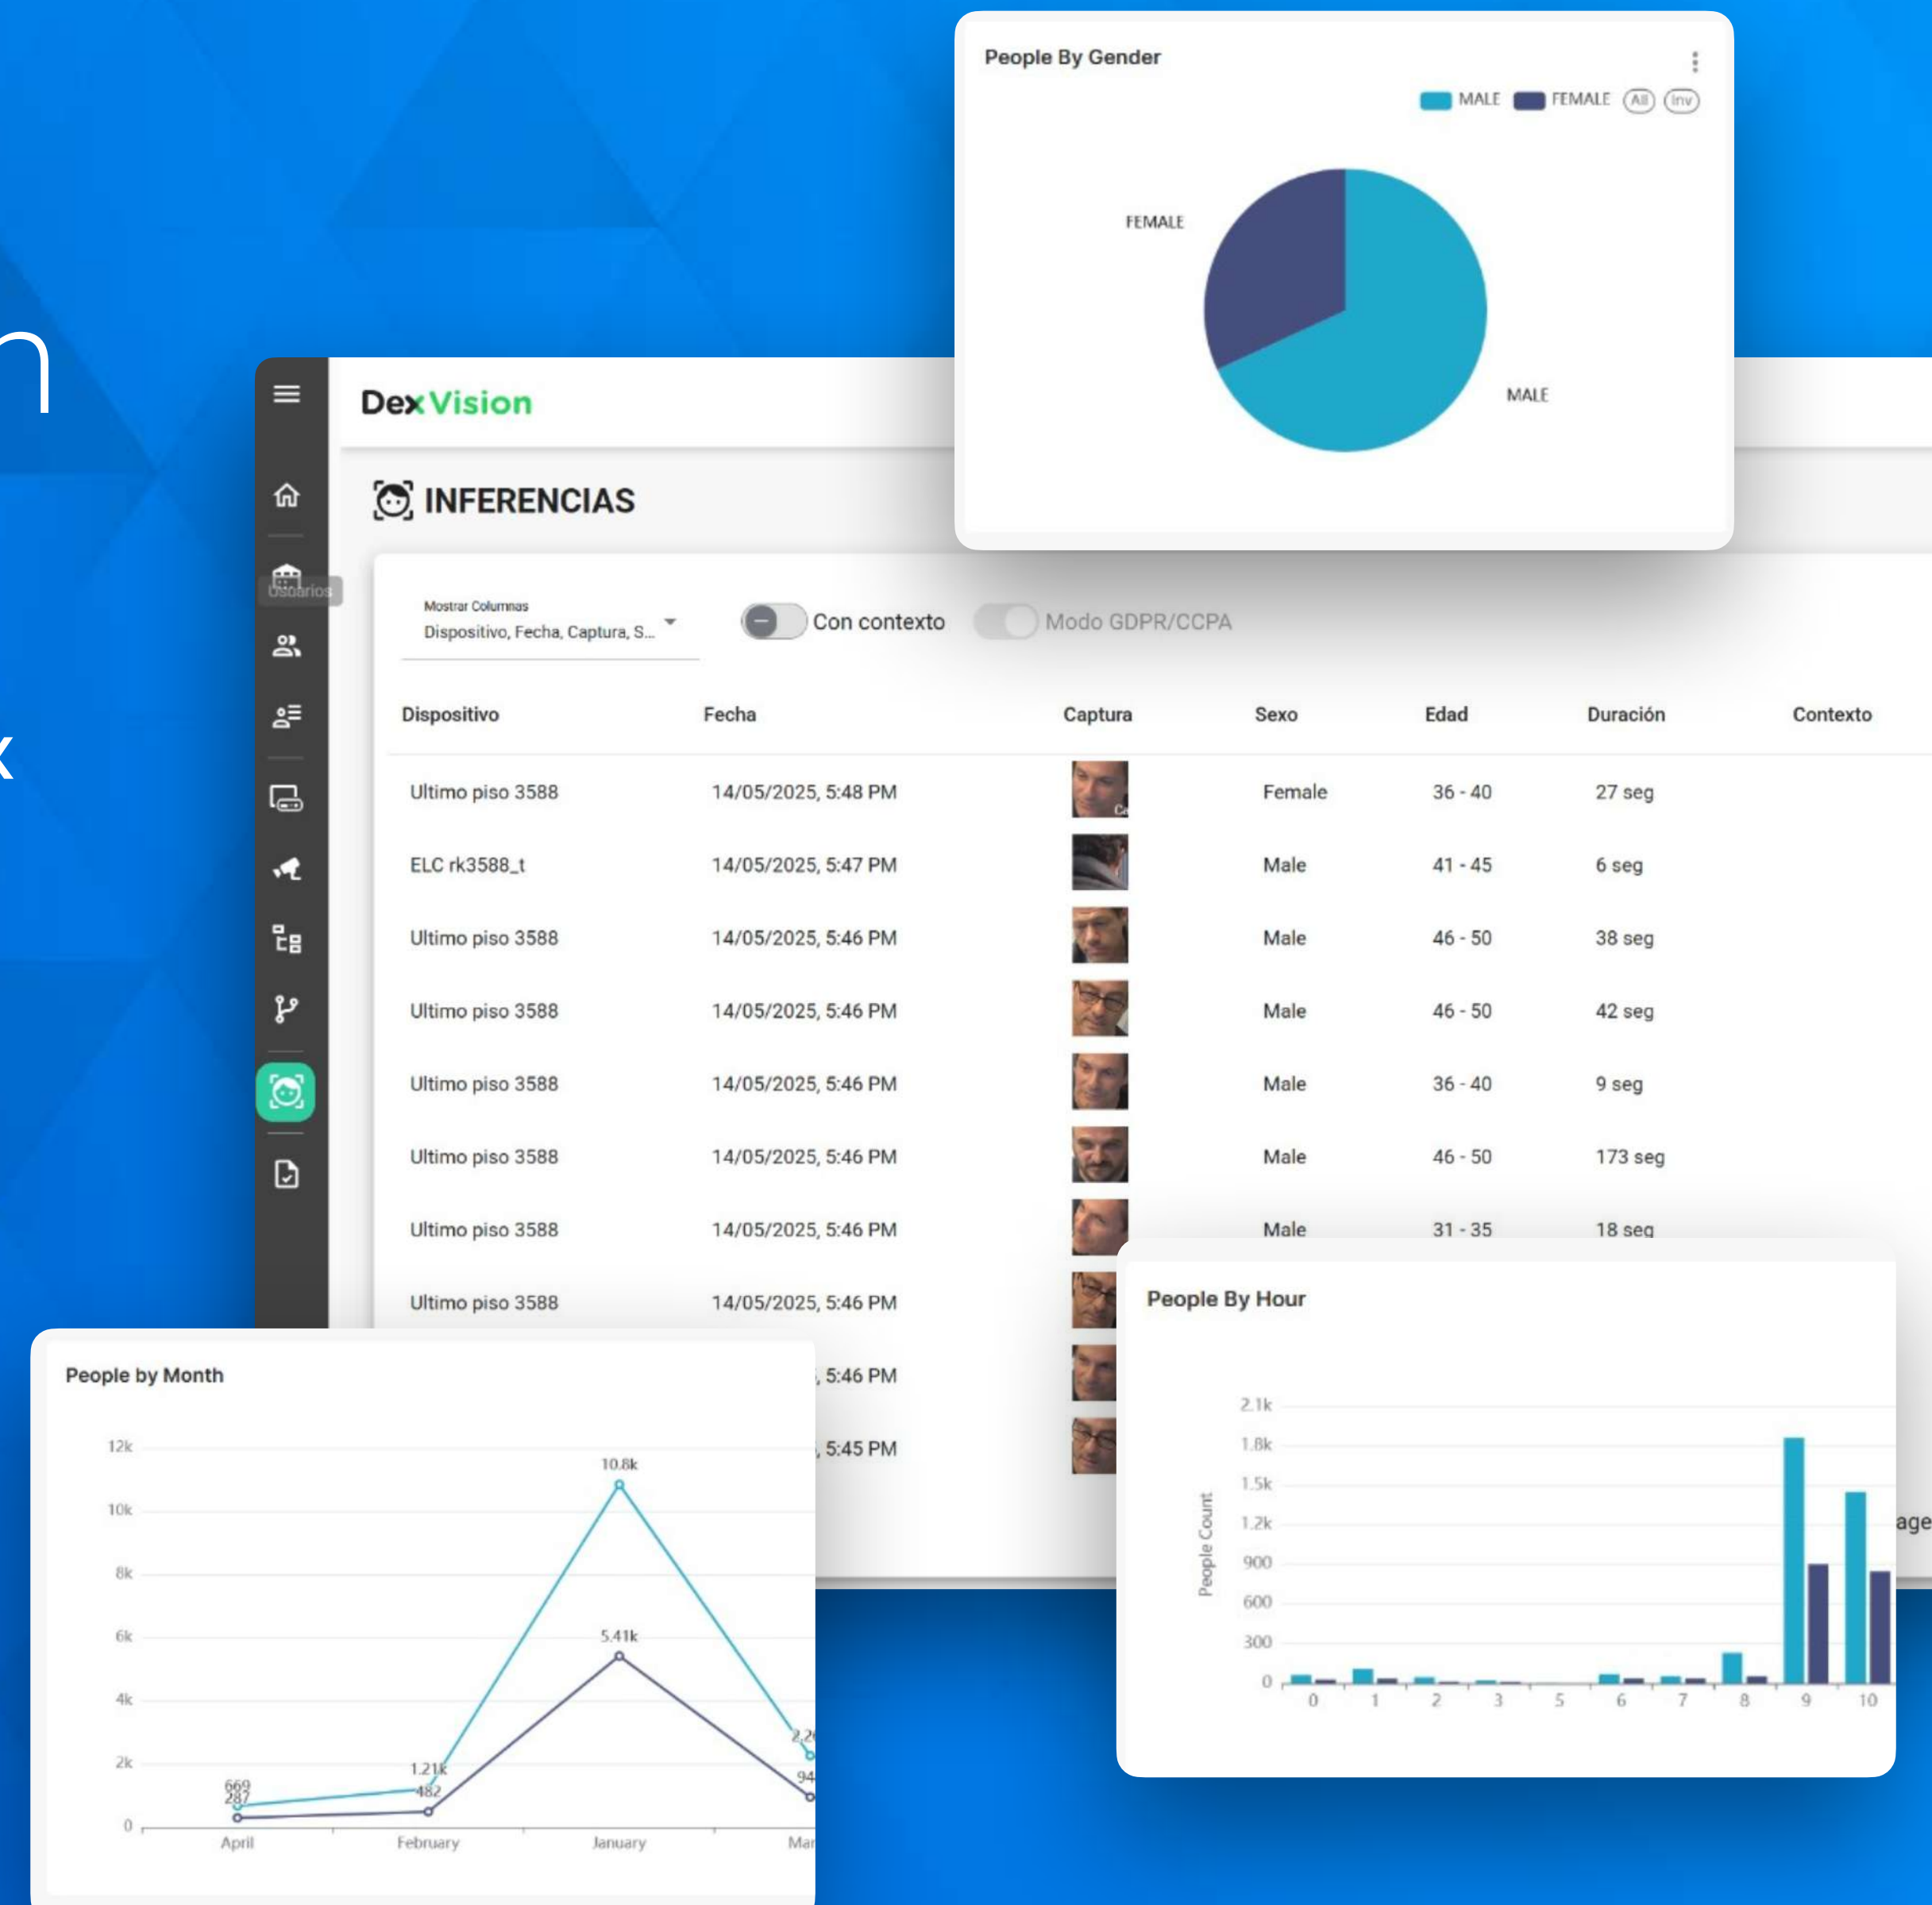 n
x
People By Gender
MALE FEMALE All Inv
FEMALE
MALE
DexVision
INFERENCIAS
Usuarios
Mostrar Columnas
Dispositivo, Fecha, Captura, S...
Con contexto
Modo GDPR/CCPA
Dispositivo Fecha Captura Sexo Edad Duración Contexto
Ultimo piso 3588 14/05/2025, 5:48 PM Female 36 - 40 27 seg
ELC rk3588_t 14/05/2025, 5:47 PM Male 41 - 45 6 seg
Ultimo piso 3588 14/05/2025, 5:46 PM Male 46 - 50 38 seg
Ultimo piso 3588 14/05/2025, 5:46 PM Male 46 - 50 42 seg
Ultimo piso 3588 14/05/2025, 5:46 PM Male 36 - 40 9 seg
Ultimo piso 3588 14/05/2025, 5:46 PM Male 46 - 50 173 seg
Ultimo piso 3588 14/05/2025, 5:46 PM Male 31 - 35 18 seg
Ultimo piso 3588 14/05/2025, 5:46 PM
, 5:46 PM
, 5:45 PM
age
People by Month
12k
10k
8k
6k
4k
2k
0
669
287
1.21k
482
10.8k
5.41k
2.2
94
April February January Mar
People By Hour
People Count
2.1k
1.8k
1.5k
1.2k
900
600
300
0
0 1 2 3 5 6 7 8 9 10